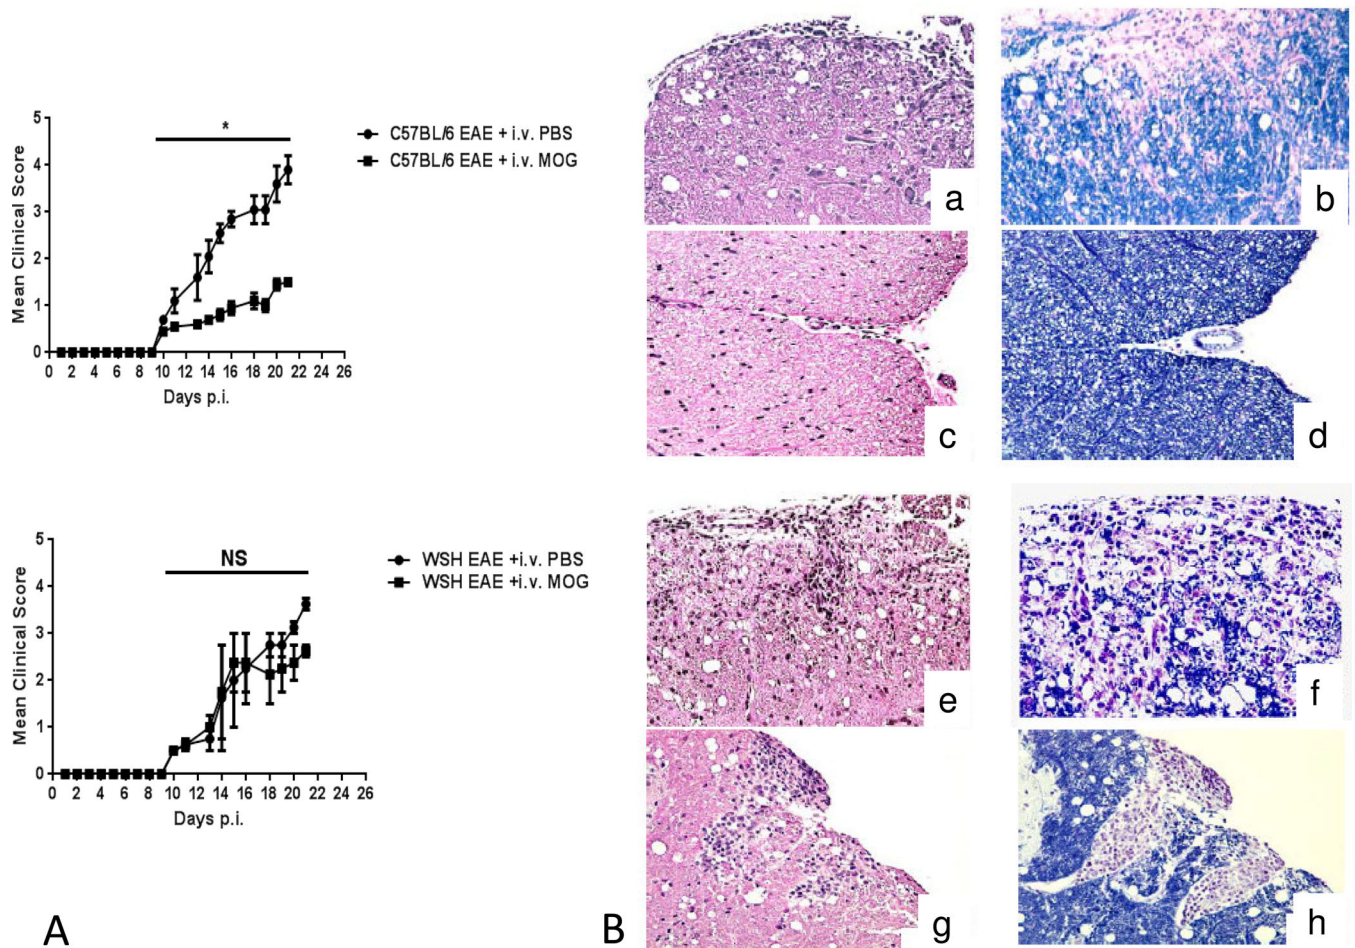 5
*
4
3
2
1
0
Mean Clinical Score
0 2 4 6 8 10 12 14 16 18 20 22 24 26
Days p.i.
C57BL/6 EAE + i.v. PBS
C57BL/6 EAE + i.v. MOG
a
b
c
d
5
NS
4
3
2
1
0
Mean Clinical Score
0 2 4 6 8 10 12 14 16 18 20 22 24 26
Days p.i.
WSH EAE +i.v. PBS
WSH EAE +i.v. MOG
e
f
g
h
A
B